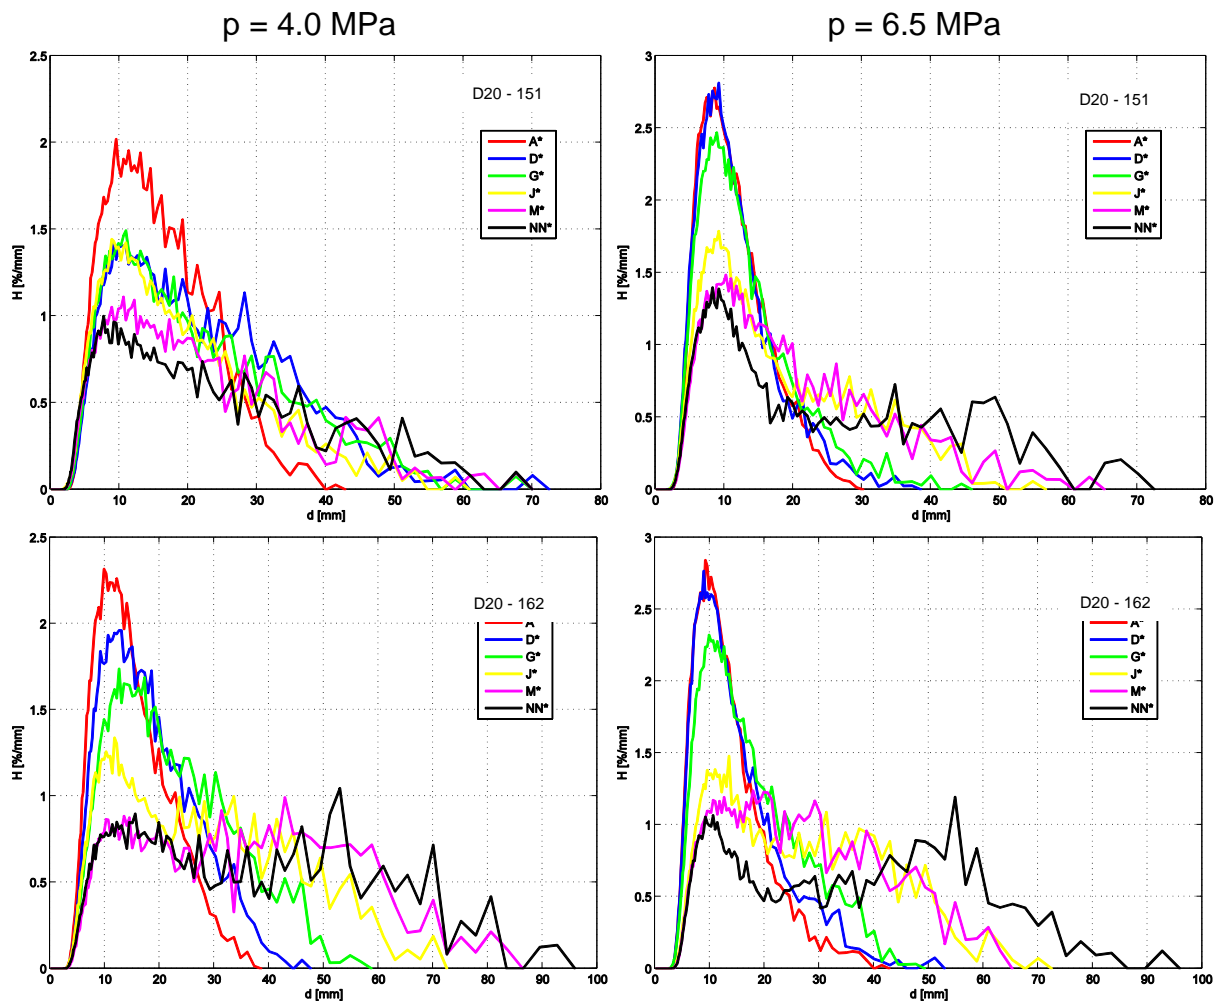 p = 4.0 MPa
p = 6.5 MPa
2.5
2
1.5
1
0.5
0
H [%/mm]
D20 - 151
A*
D*
G*
J*
M*
NN*
0 10 20 30 40 50 60 70 80
d [mm]
3
2.5
2
1.5
1
0.5
0
H [%/mm]
D20 - 151
A*
D*
G*
J*
M*
NN*
0 10 20 30 40 50 60 70 80
d [mm]
2.5
2
1.5
1
0.5
0
H [%/mm]
D20 - 162
A
D*
G*
J*
M*
NN*
0 10 20 30 40 50 60 70 80 90 100
d [mm]
3
2.5
2
1.5
1
0.5
0
H [%/mm]
D20 - 162
A*
D*
G*
J*
M*
NN*
0 10 20 30 40 50 60 70 80 90 100
d [mm]